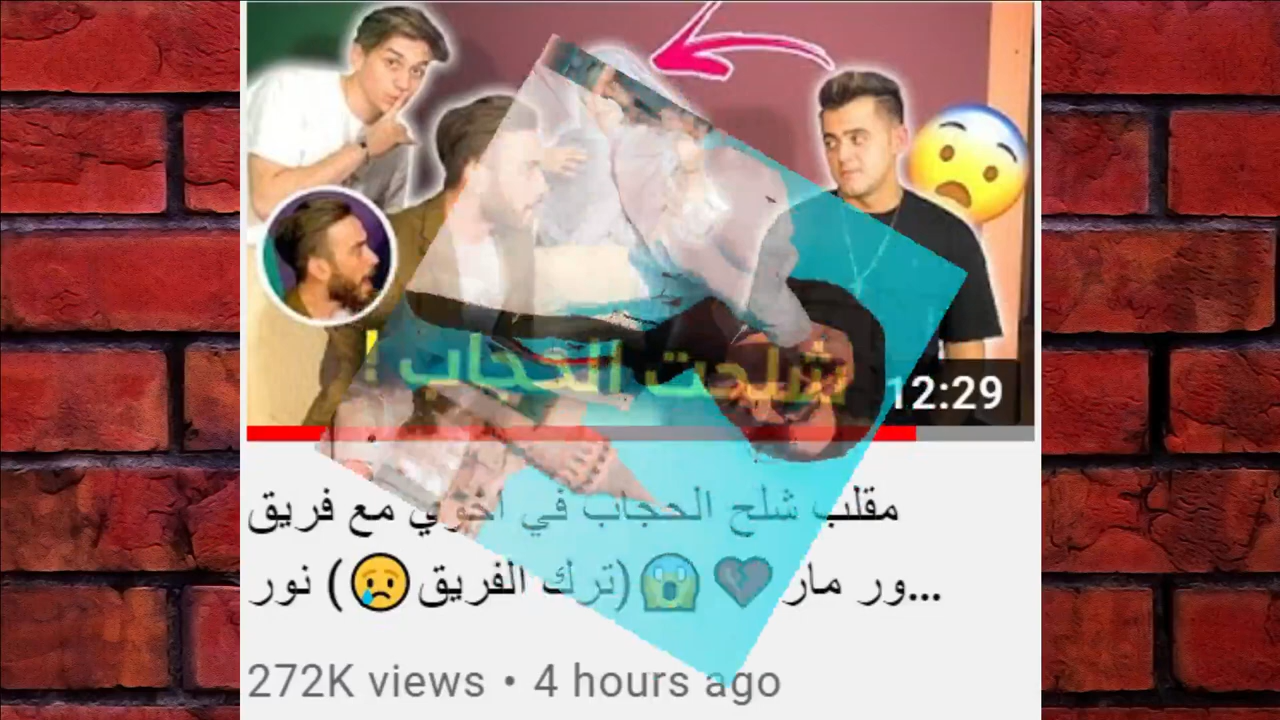 شلحت الحجاب !
12:29
مقلب شلح الحجاب في اخوي مع فريق
نور (ترك الفريق😢) 😱💔 ور مار...
272K views • 4 hours ago